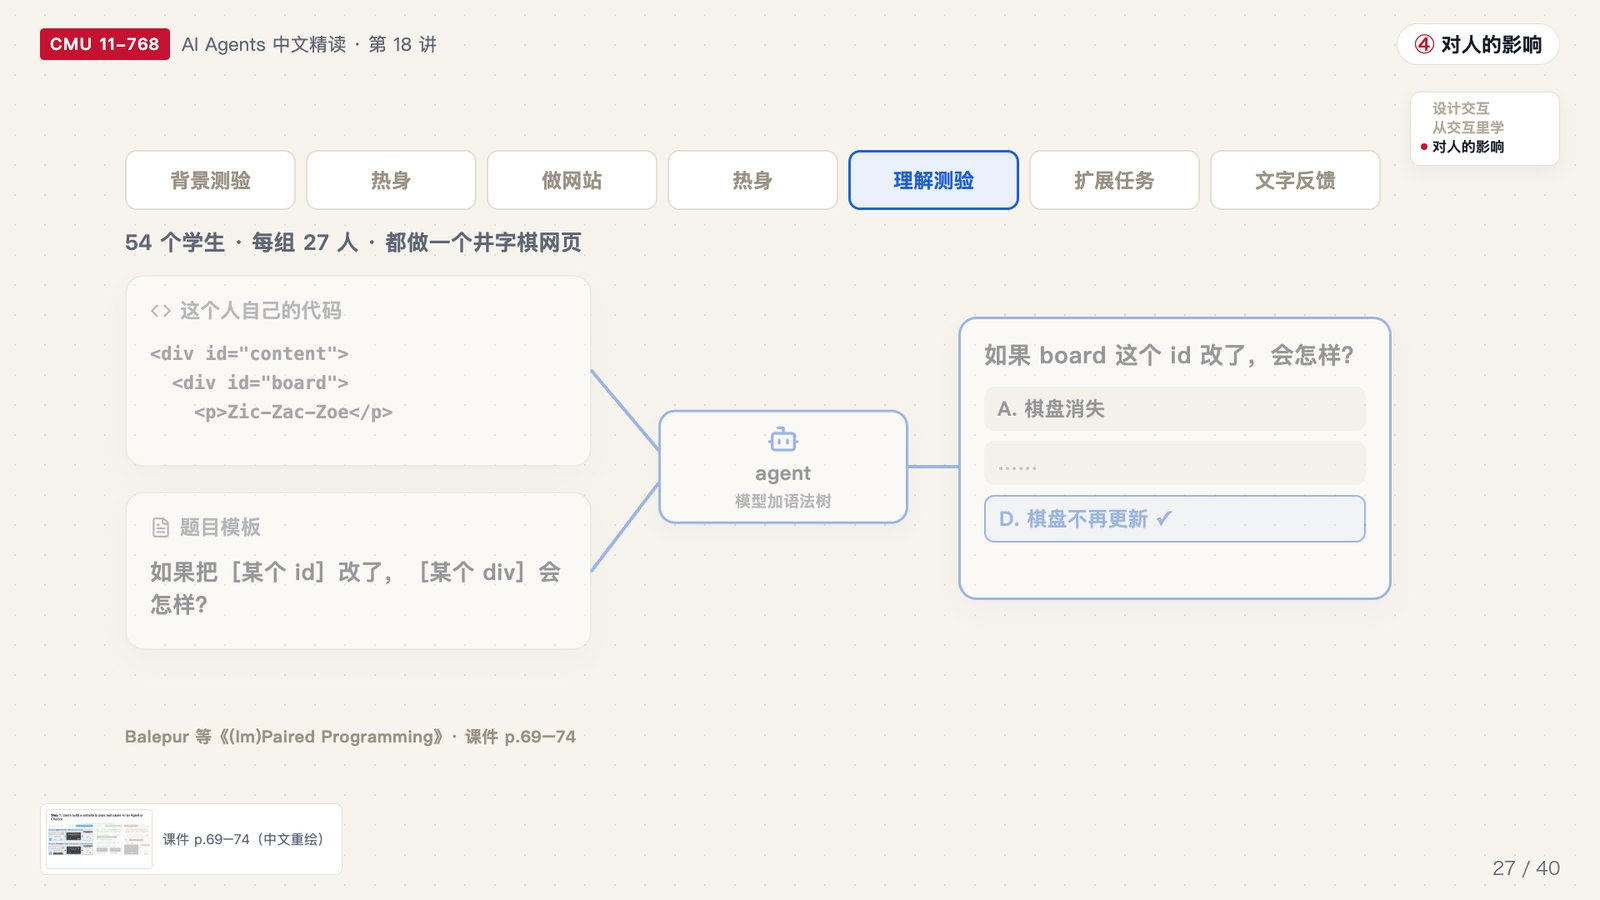 CMU 11-768 AI Agents 中文精读 · 第 18 讲
④ 对人的影响
设计交互
从交互里学
对人的影响
背景测验 热身 做网站 热身 理解测验 扩展任务 文字反馈
54 个学生 · 每组 27 人 · 都做一个井字棋网页
<> 这个人自己的代码
<div id="content">
<div id="board">
<p>Zic-Zac-Zoe</p>
题目模板
如果把［某个 id］改了，［某个 div］会
怎样？
agent
模型加语法树
如果 board 这个 id 改了，会怎样？
A. 棋盘消失
……
D. 棋盘不再更新 ✓
Balepur 等《(Im)Paired Programming》· 课件 p.69—74
课件 p.69—74（中文重绘）
27 / 40